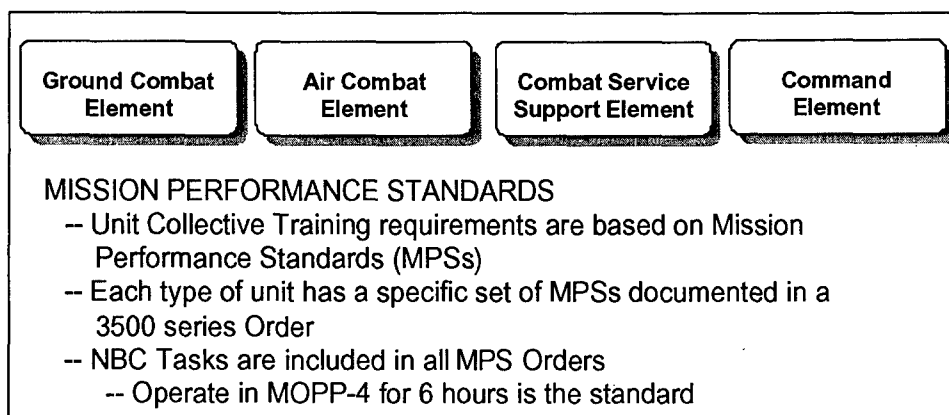 Ground Combat Element
Air Combat Element
Combat Service Support Element
Command Element
MISSION PERFORMANCE STANDARDS
-- Unit Collective Training requirements are based on Mission
Performance Standards (MPSs)
-- Each type of unit has a specific set of MPSs documented in a
3500 series Order
-- NBC Tasks are included in all MPS Orders
-- Operate in MOPP-4 for 6 hours is the standard